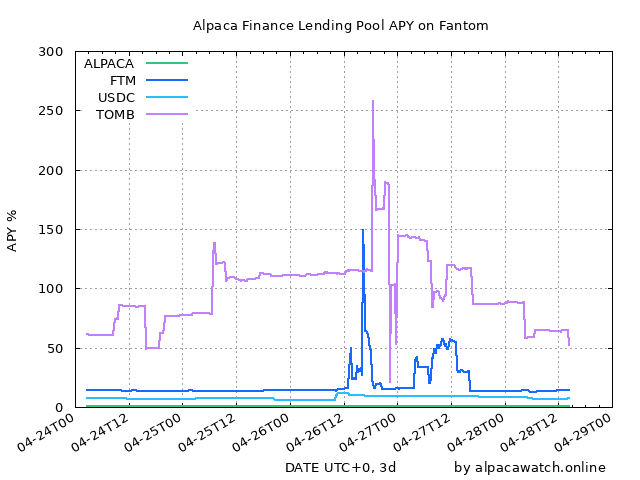 Alpaca Finance Lending Pool APY on Fantom
300
250
200
150
100
50
0
APY %
ALPACA
FTM
USDC
TOMB
04-24T00
04-24T12
04-25T00
04-25T12
04-26T00
04-26T12
04-27T00
04-27T12
04-28T00
04-28T12
04-29T00
DATE UTC+0, 3d
by alpacawatch.online